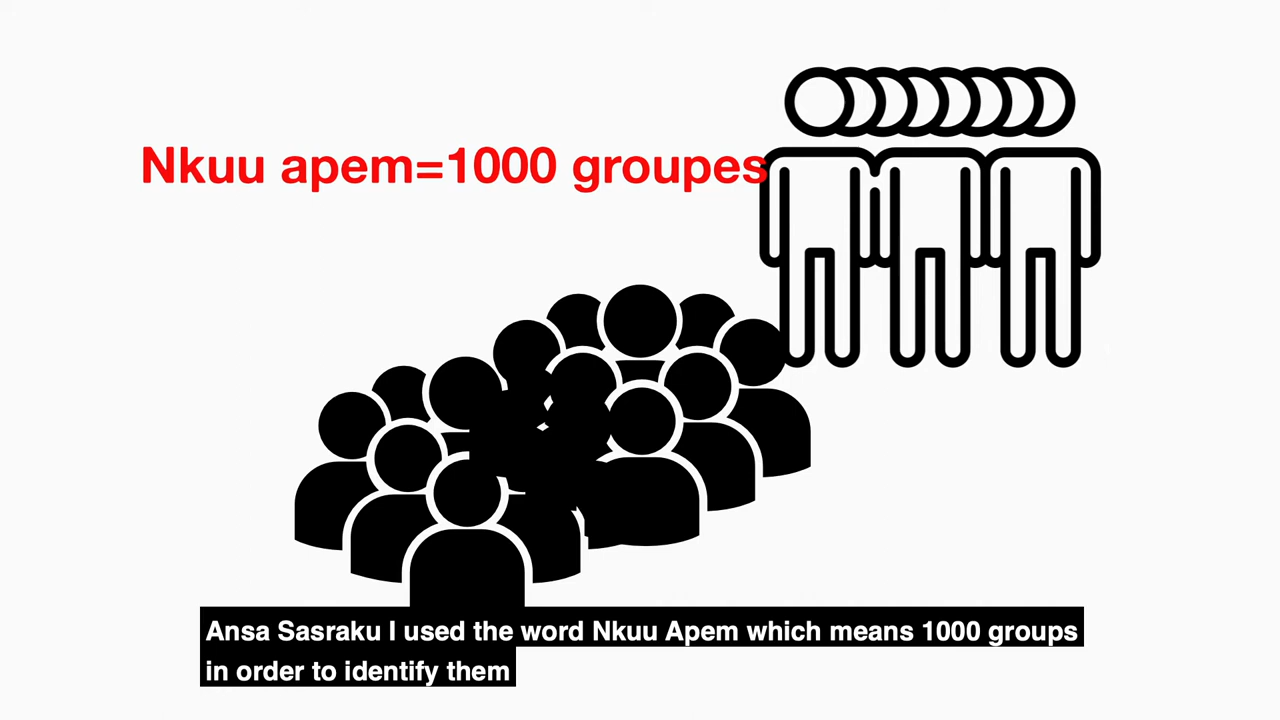 Nkuu apem=1000 groupes
Ansa Sasraku I used the word Nkuu Apem which means 1000 groups
in order to identify them